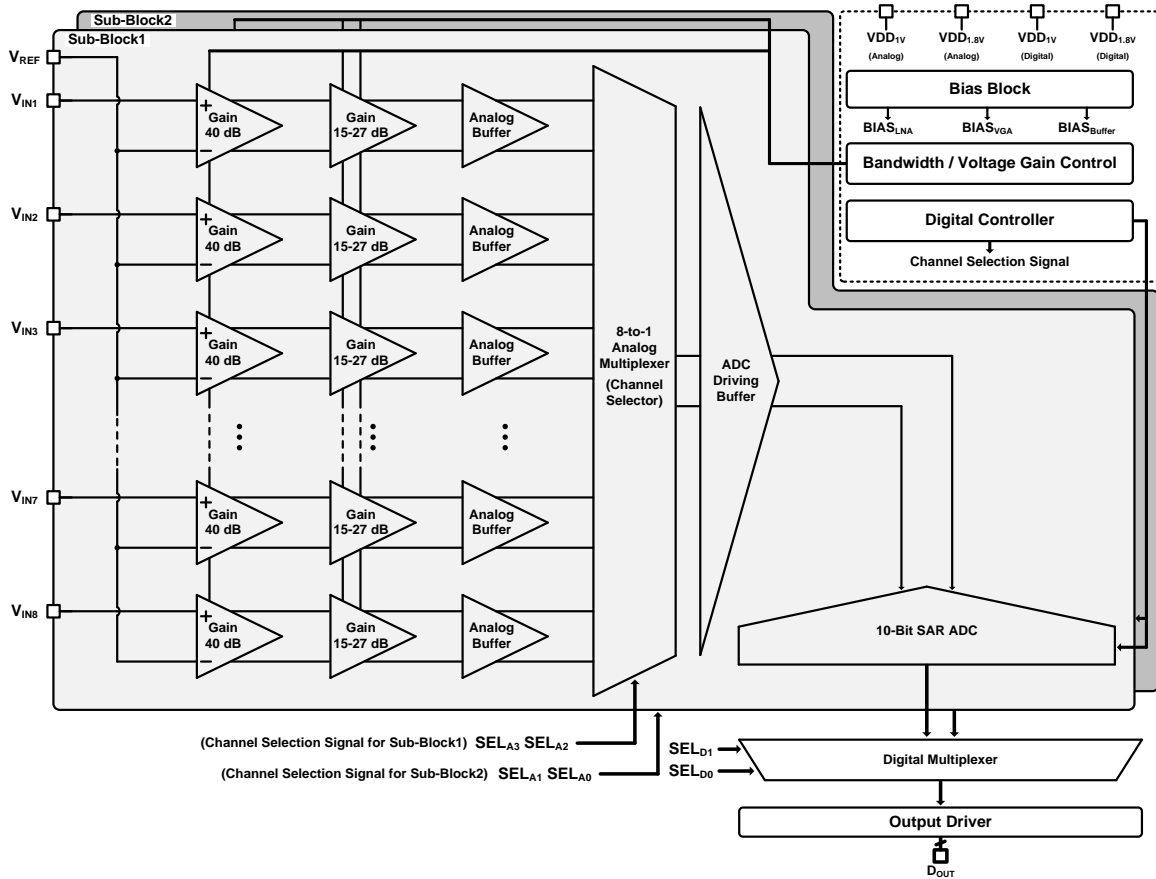 Sub-Block2
Sub-Block1
VREF
VIN1
VIN2
VIN3
VIN7
VIN8
+
Gain
40 dB
−
Gain
15-27 dB
Analog
Buffer
+
Gain
40 dB
−
Gain
15-27 dB
Analog
Buffer
+
Gain
40 dB
−
Gain
15-27 dB
Analog
Buffer
+
Gain
40 dB
−
Gain
15-27 dB
Analog
Buffer
+
Gain
40 dB
−
Gain
15-27 dB
Analog
Buffer
8-to-1
Analog
Multiplexer
(Channel
Selector)
ADC
Driving
Buffer
VDD1V
(Analog)
VDD1.8V
(Analog)
VDD1V
(Digital)
VDD1.8V
(Digital)
Bias Block
BIASLNA
BIASVGA
BIASBuffer
Bandwidth / Voltage Gain Control
Digital Controller
Channel Selection Signal
10-Bit SAR ADC
(Channel Selection Signal for Sub-Block1) SELA3 SELA2
(Channel Selection Signal for Sub-Block2) SELA1 SELA0
SELD1
SELD0
Digital Multiplexer
Output Driver
DOUT